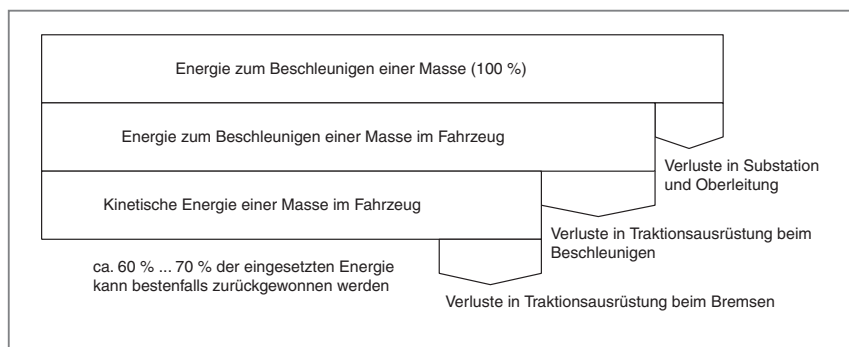 Energie zum Beschleunigen einer Masse (100 %)
Energie zum Beschleunigen einer Masse im Fahrzeug
Verluste in Substation
und Oberleitung
Kinetische Energie einer Masse im Fahrzeug
Verluste in Traktionsausrüstung beim
Beschleunigen
ca. 60 % ... 70 % der eingesetzten Energie
kann bestenfalls zurückgewonnen werden
Verluste in Traktionsausrüstung beim Bremsen